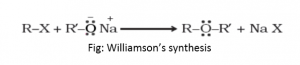 R–X + R′–Ö⁻ Na⁺ ⟶ R–Ö–R′ + Na X
Fig: Williamson's synthesis